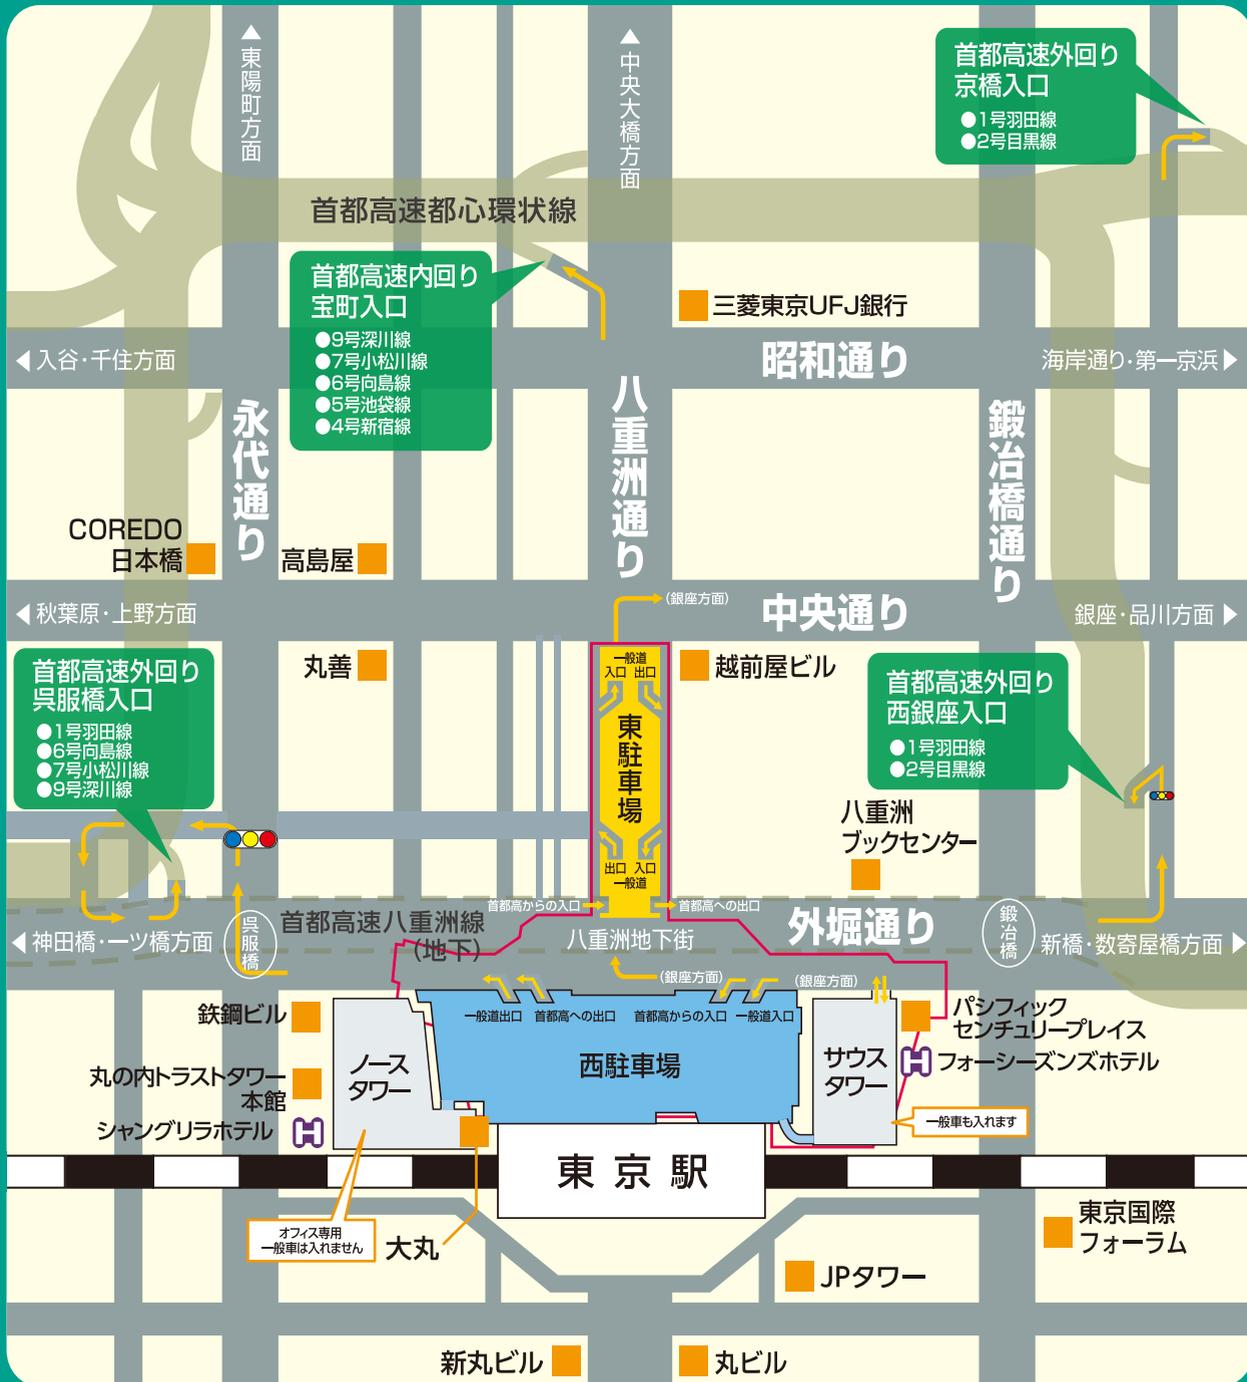 ▲東陽町方面
▲中央大橋方面
首都高速外回り
京橋入口
●1号羽田線
●2号目黒線
首都高速都心環状線
首都高速内回り
宝町入口
●9号深川線
●7号小松川線
●6号向島線
●5号池袋線
●4号新宿線
三菱東京UFJ銀行
◀入谷・千住方面
昭和通り
海岸通り・第一京浜▶
永代通り
八重洲通り
鍛冶橋通り
COREDO
日本橋
高島屋
◀秋葉原・上野方面
(銀座方面)
中央通り
銀座・品川方面▶
首都高速外回り
呉服橋入口
●1号羽田線
●6号向島線
●7号小松川線
●9号深川線
丸善
一般道
入口 出口
東駐車場
出口 入口
一般道
越前屋ビル
首都高速外回り
西銀座入口
●1号羽田線
●2号目黒線
八重洲
ブックセンター
首都高からの入口
首都高への出口
◀神田橋・一ツ橋方面
呉服橋
首都高速八重洲線
(地下)
八重洲地下街
外堀通り
鍛冶橋
新橋・数寄屋橋方面▶
(銀座方面)
(銀座方面)
鉃鋼ビル
一般道出口
首都高への出口
首都高からの入口
一般道入口
パシフィック
センチュリープレイス
ノース
タワー
西駐車場
サウス
タワー
フォーシーズンズホテル
丸の内トラストタワー
本館
シャングリラホテル
一般車も入れます
東京駅
オフィス専用
一般車は入れません
大丸
東京国際
フォーラム
JPタワー
新丸ビル
丸ビル